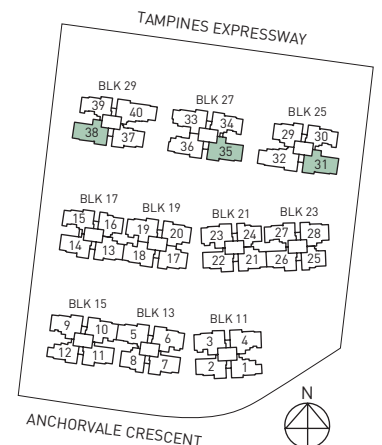 TAMPINES EXPRESSWAY
BLK 29
BLK 27
BLK 25
39 40
38 37
33 34
36 35
29 30
32 31
BLK 17
BLK 19
BLK 21
BLK 23
15 16 19 20
14 13 18 17
23 24 27 28
22 21 26 25
BLK 15
BLK 13
BLK 11
9 10 5 6
12 11 8 7
3 4
2 1
N
ANCHORVALE CRESCENT